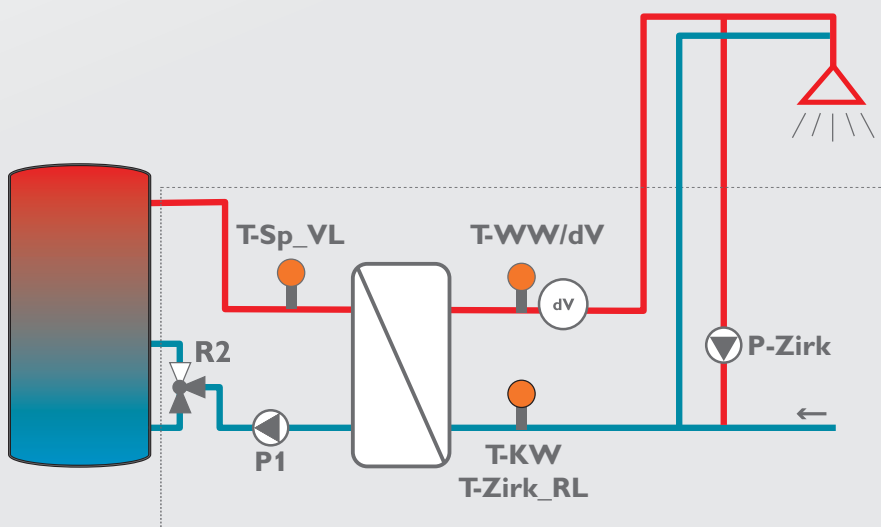 T-Sp_VL
T-WW/dV
dV
R2
P-Zirk
P1
T-KW
T-Zirk_RL